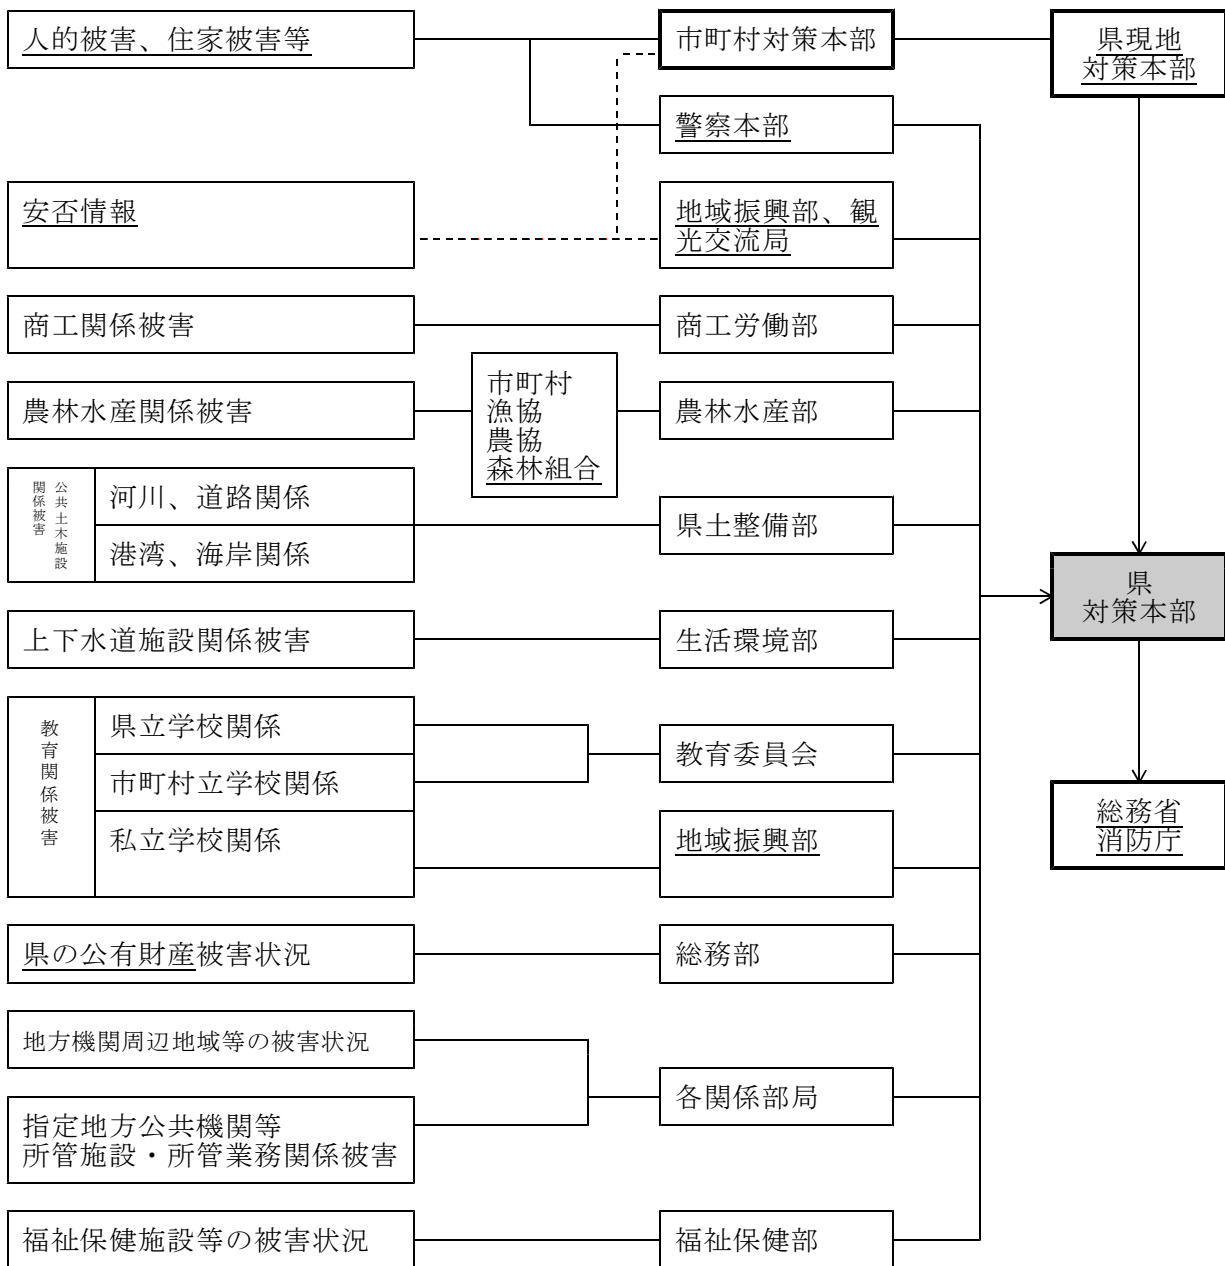 人的被害、住家被害等
市町村対策本部
県現地
対策本部
警察本部
安否情報
地域振興部、観
光交流局
商工関係被害
商工労働部
農林水産関係被害
市町村
漁協
農協
森林組合
農林水産部
公共土木施設
関係被害
河川、道路関係
港湾、海岸関係
県土整備部
県
対策本部
上下水道施設関係被害
生活環境部
教育関係被害
県立学校関係
市町村立学校関係
私立学校関係
教育委員会
地域振興部
総務省
消防庁
県の公有財産被害状況
総務部
地方機関周辺地域等の被害状況
指定地方公共機関等
所管施設・所管業務関係被害
各関係部局
福祉保健施設等の被害状況
福祉保健部